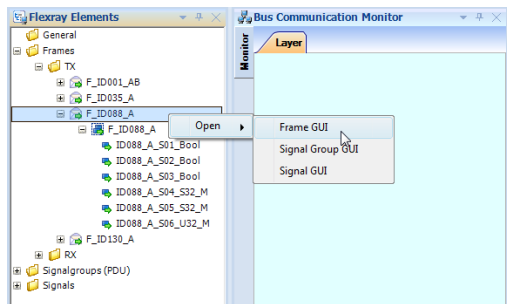 Flexray Elements
General
Frames
TX
F_ID001_AB
F_ID035_A
F_ID088_A
F_ID088_A
ID088_A_S01_Bool
ID088_A_S02_Bool
ID088_A_S03_Bool
ID088_A_S04_S32_M
ID088_A_S05_S32_M
ID088_A_S06_U32_M
F_ID130_A
RX
Signalgroups (PDU)
Signals
Open
Frame GUI
Signal Group GUI
Signal GUI
Bus Communication Monitor
Monitor
Layer